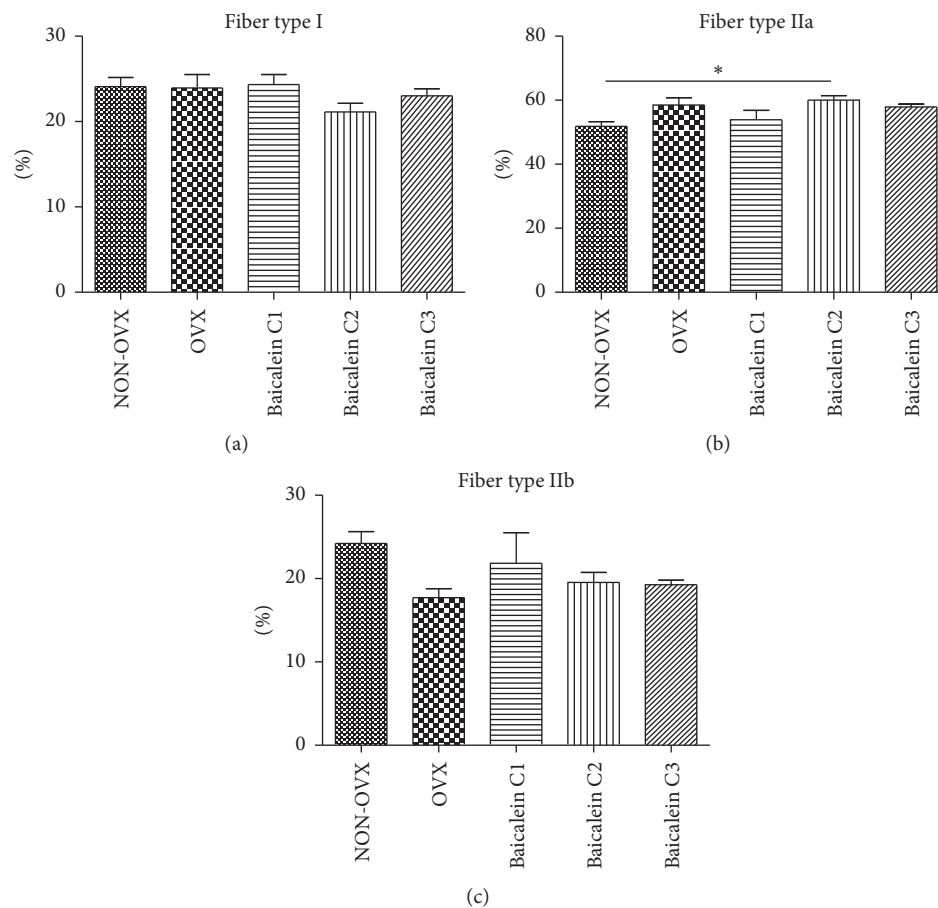 Fiber type I
30
20
10
0
(%)
NON-OVX
OVX
Baicalein C1
Baicalein C2
Baicalein C3
(a)
Fiber type IIa
80
60
40
20
0
(%)
*
NON-OVX
OVX
Baicalein C1
Baicalein C2
Baicalein C3
(b)
Fiber type IIb
30
20
10
0
(%)
NON-OVX
OVX
Baicalein C1
Baicalein C2
Baicalein C3
(c)